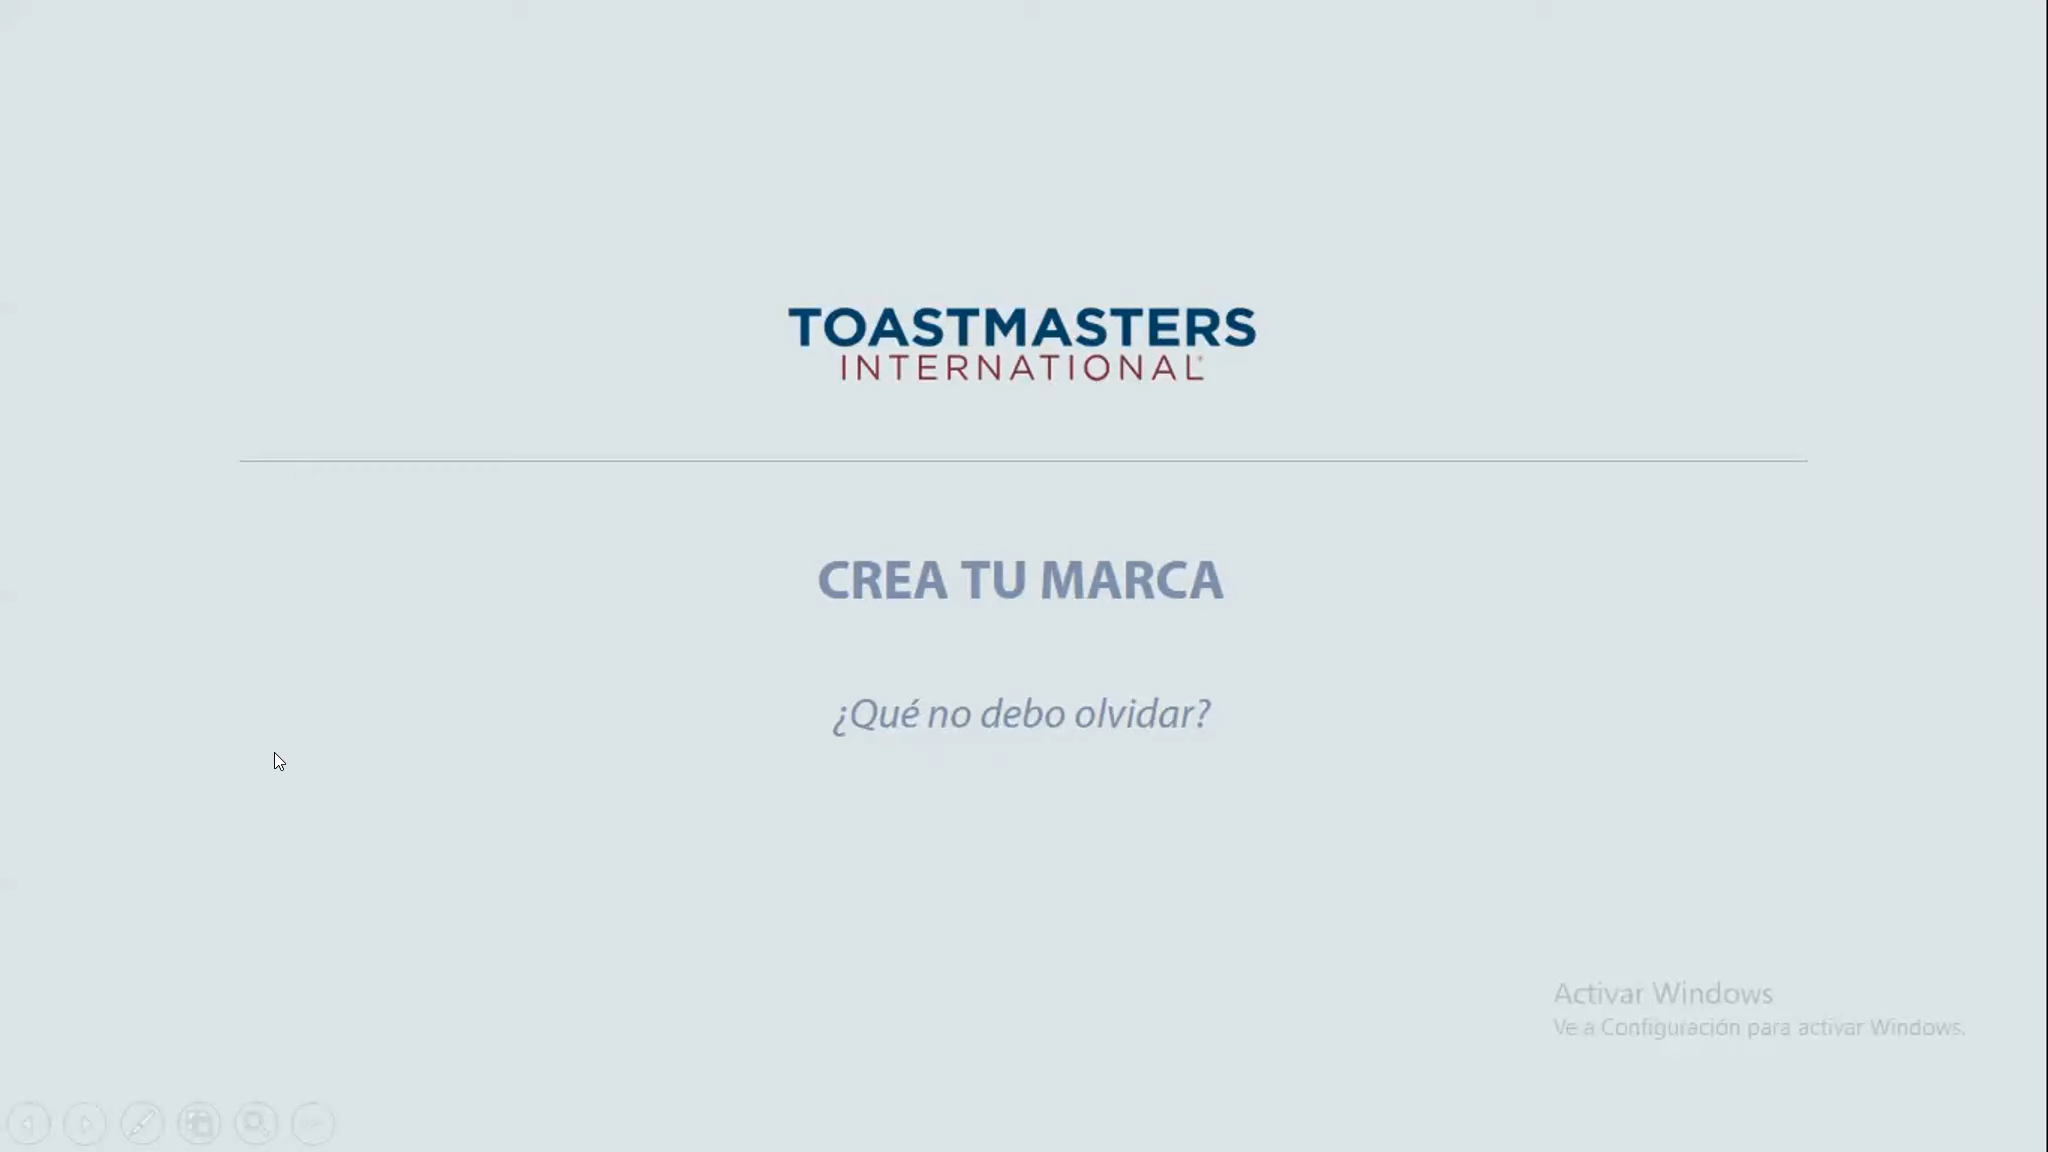 TOASTMASTERS
INTERNATIONAL®
CREA TU MARCA
¿Qué no debo olvidar?
Activar Windows
Ve a Configuración para activar Windows.